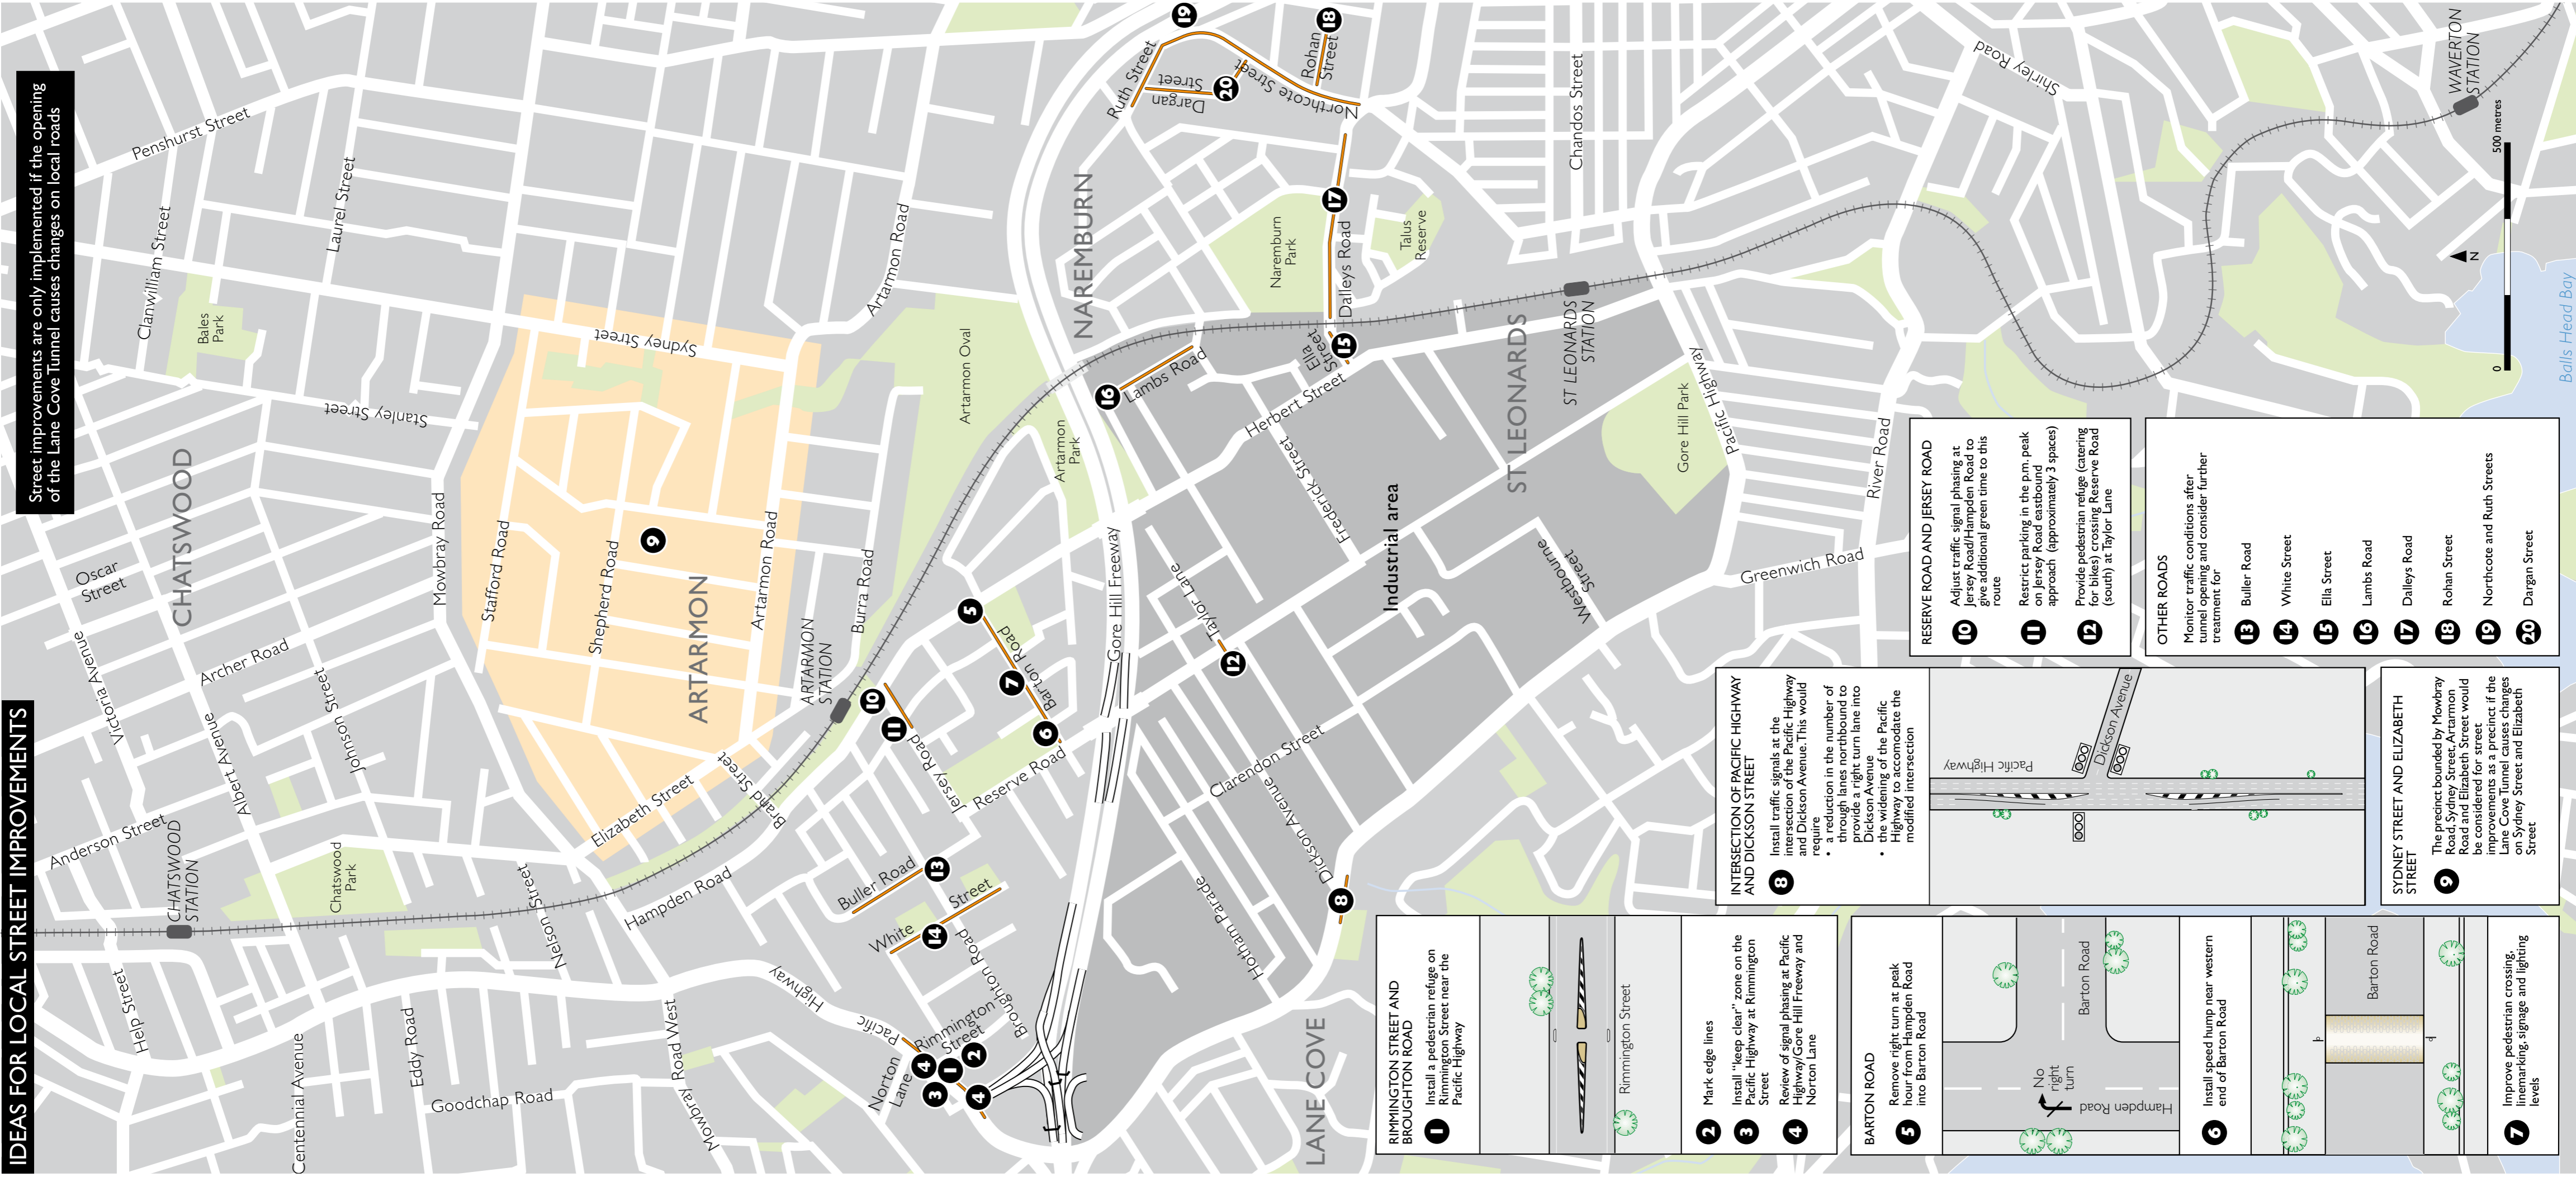 IDEAS FOR LOCAL STREET IMPROVEMENTS
Street improvements are only implemented if the opening
of the Lane Cove Tunnel causes changes on local roads
Penshurst Street
Clanwilliam Street
Laurel Street
Bales
Park
Stanley Street
Sydney Street
Artarmon Road
CHATSWOOD
Oscar
Street
Victoria Avenue
Archer Road
Albert Avenue
Johnson Street
Anderson Street
CHATSWOOD
STATION
Chatswood
Park
Help Street
Centennial Avenue
Eddy Road
Goodchap Road
Nelson Street
Mowbray Road West
Mowbray Road
Mowbray Road
Stafford Road
Shepherd Road
9
ARTARMON
Artarmon Road
Burra Road
ARTARMON
STATION
Elizabeth Street
Brand Street
Hampden Road
Artarmon Oval
Artarmon
Park
Gore Hill Freeway
5
7
Barton Road
6
10
11
Jersey Road
Reserve Road
Buller Road
13
White Street
14
Broughton Road
Pacific Highway
Rimmington
Street
Norton
Lane
4
1
2
3
4
LANE COVE
NAREMBURN
Ruth Street
Dargan
Street
19
20
Northcote Street
Rohan
Street
18
17
Naremburn
Park
Dalleys Road
Talus
Reserve
15
Ella
Street
16
Lambs Road
Herbert Street
Frederick Street
Taylor Lane
12
Industrial area
Clarendon Street
Dickson Avenue
8
Hotham Parade
Westbourne
Street
ST LEONARDS
ST LEONARDS
STATION
Chandos Street
Gore Hill Park
Pacific Highway
Greenwich Road
River Road
Shirley Road
WAVERTON
STATION
Balls Head Bay
N
0
500 metres
RIMMINGTON STREET AND
BROUGHTON ROAD
1 Install a pedestrian refuge on
Rimmington Street near the
Pacific Highway
Rimmington Street
2 Mark edge lines
3 Install "keep clear" zone on the
Pacific Highway at Rimmington
Street
4 Review of signal phasing at Pacific
Highway/Gore Hill Freeway and
Norton Lane
BARTON ROAD
5 Remove right turn at peak
hour from Hampden Road
into Barton Road
No
right
turn
Hampden Road
Barton Road
6 Install speed hump near western
end of Barton Road
Barton Road
7 Improve pedestrian crossing,
linemarking, signage and lighting
levels
INTERSECTION OF PACIFIC HIGHWAY
AND DICKSON STREET
8 Install traffic signals at the
intersection of the Pacific Highway
and Dickson Avenue. This would
require
• a reduction in the number of
through lanes northbound to
provide a right turn lane into
Dickson Avenue
• the widening of the Pacific
Highway to accomodate the
modified intersection
Pacific Highway
Dickson Avenue
SYDNEY STREET AND ELIZABETH
STREET
9 The precinct bounded by Mowbray
Road, Sydney Street, Artarmon
Road and Elizabeth Street would
be considered for street
improvements as a precinct if the
Lane Cove Tunnel causes changes
on Sydney Street and Elizabeth
Street
RESERVE ROAD AND JERSEY ROAD
10 Adjust traffic signal phasing at
Jersey Road/Hampden Road to
give additional green time to this
route
11 Restrict parking in the p.m. peak
on Jersey Road eastbound
approach (approximately 3 spaces)
12 Provide pedestrian refuge (catering
for bikes) crossing Reserve Road
(south) at Taylor Lane
OTHER ROADS
Monitor traffic conditions after
tunnel opening and consider further
treatment for
13 Buller Road
14 White Street
15 Ella Street
16 Lambs Road
17 Dalleys Road
18 Rohan Street
19 Northcote and Ruth Streets
20 Dargan Street